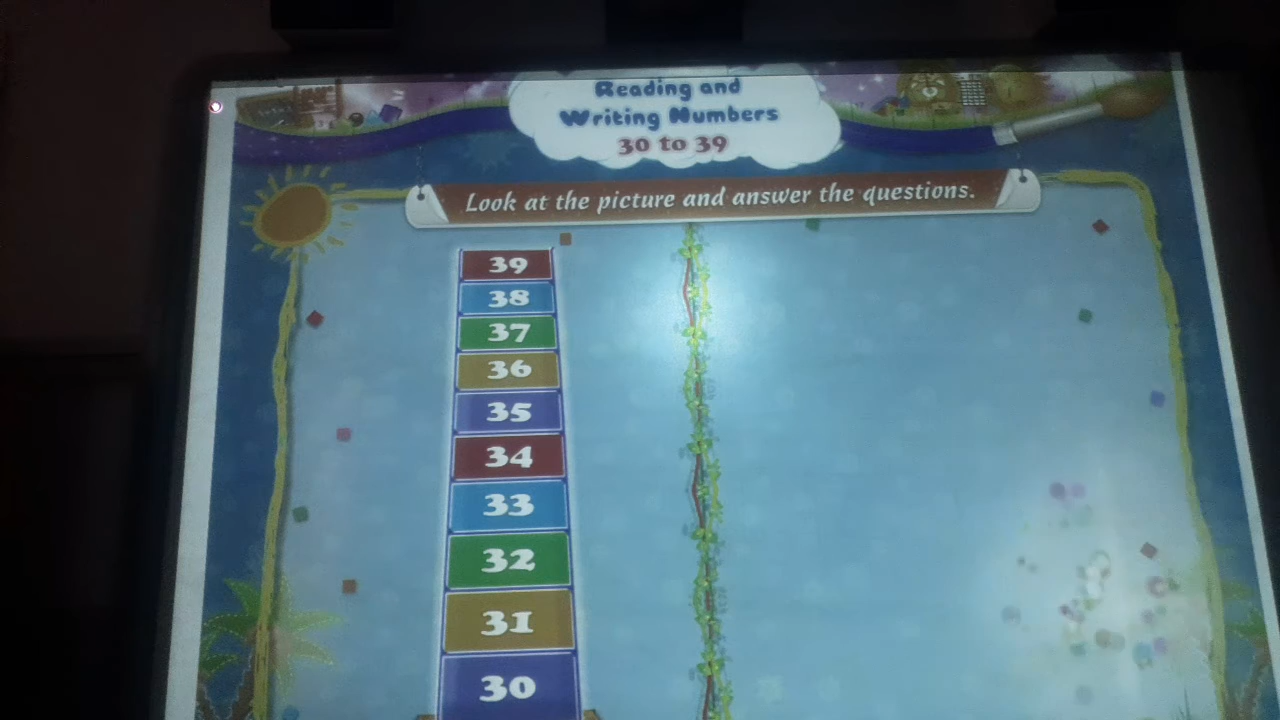 Reading and
Writing Numbers
30 to 39
Look at the picture and answer the questions.
39
38
37
36
35
34
33
32
31
30